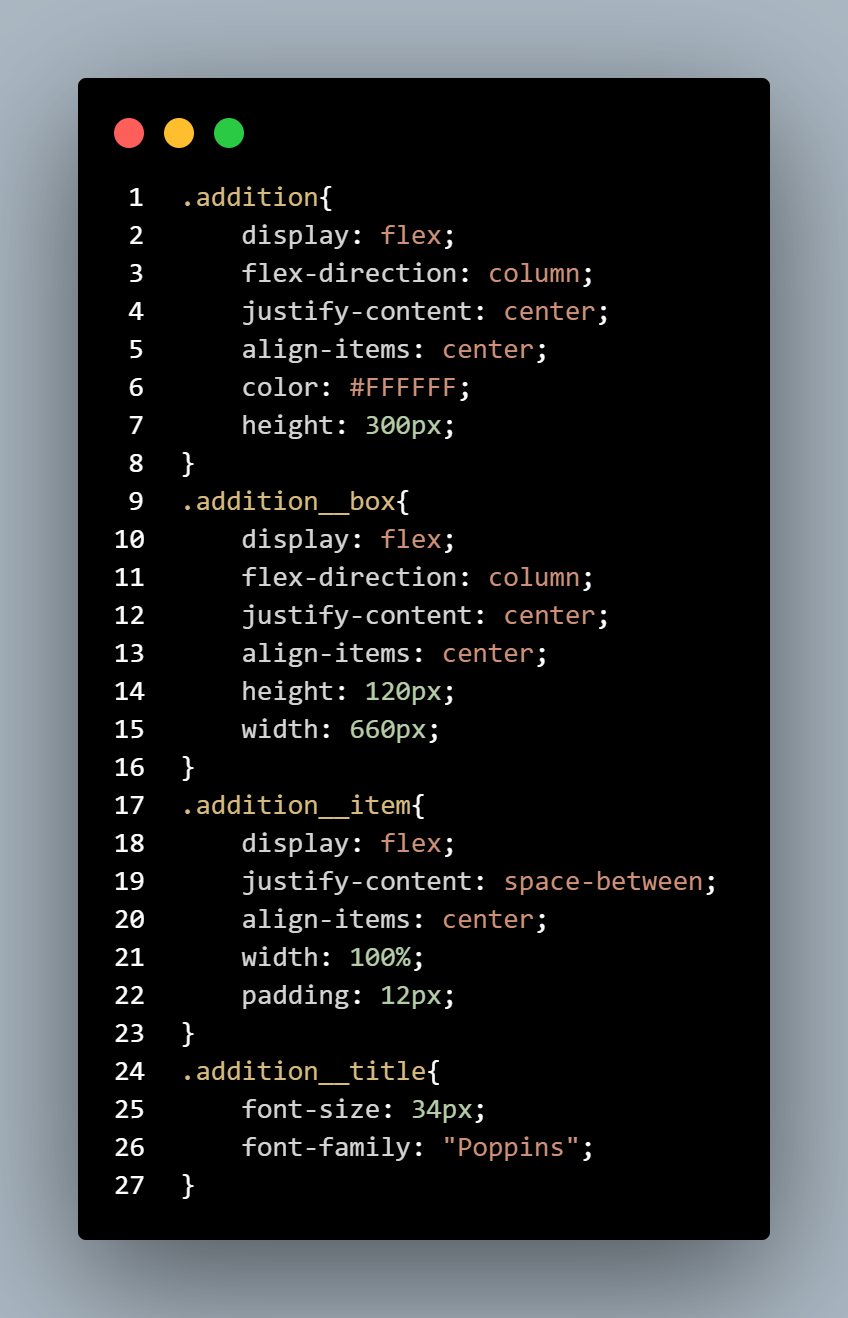 1 .addition{
2     display: flex;
3     flex-direction: column;
4     justify-content: center;
5     align-items: center;
6     color: #FFFFFF;
7     height: 300px;
8 }
9 .addition__box{
10     display: flex;
11     flex-direction: column;
12     justify-content: center;
13     align-items: center;
14     height: 120px;
15     width: 660px;
16 }
17 .addition__item{
18     display: flex;
19     justify-content: space-between;
20     align-items: center;
21     width: 100%;
22     padding: 12px;
23 }
24 .addition__title{
25     font-size: 34px;
26     font-family: "Poppins";
27 }